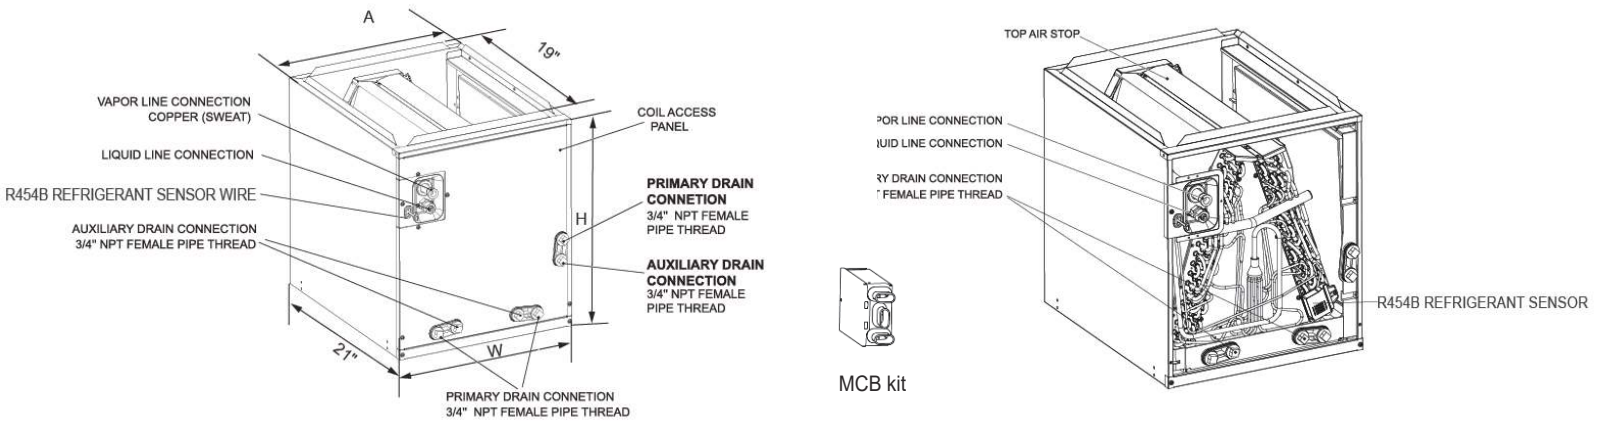 A
19"
VAPOR LINE CONNECTION
COPPER (SWEAT)
LIQUID LINE CONNECTION
R454B REFRIGERANT SENSOR WIRE
AUXILIARY DRAIN CONNECTION
3/4" NPT FEMALE PIPE THREAD
COIL ACCESS
PANEL
PRIMARY DRAIN
CONNETION
3/4" NPT FEMALE
PIPE THREAD
H
AUXILIARY DRAIN
CONNECTION
3/4" NPT FEMALE
PIPE THREAD
21"
W
PRIMARY DRAIN CONNETION
3/4" NPT FEMALE PIPE THREAD
MCB kit
TOP AIR STOP
POR LINE CONNECTION
UID LINE CONNECTION
RY DRAIN CONNECTION
T FEMALE PIPE THREAD
R454B REFRIGERANT SENSOR